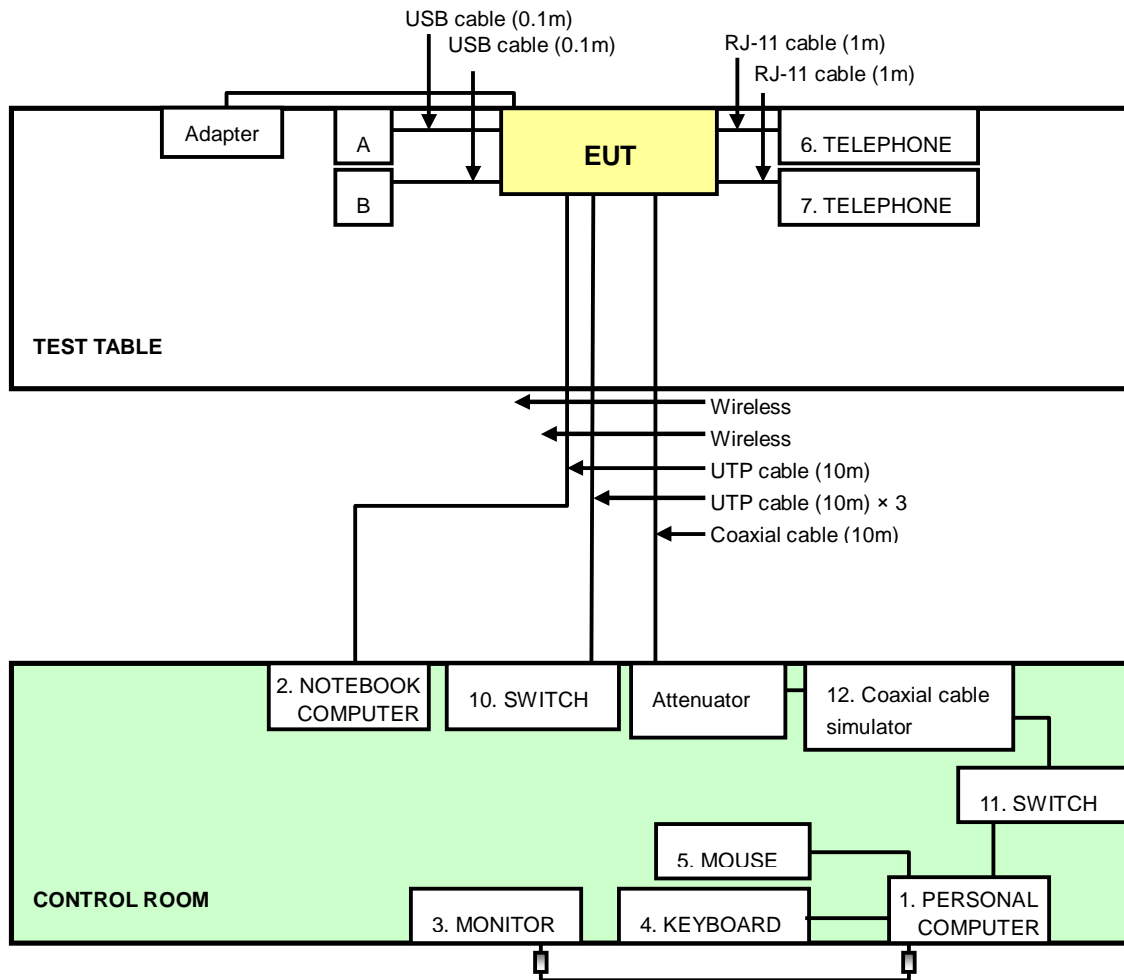 USB cable (0.1m)
USB cable (0.1m)
RJ-11 cable (1m)
RJ-11 cable (1m)
Adapter
A
EUT
6. TELEPHONE
B
7. TELEPHONE
TEST TABLE
Wireless
Wireless
UTP cable (10m)
UTP cable (10m) × 3
Coaxial cable (10m)
2. NOTEBOOK
COMPUTER
10. SWITCH
Attenuator
12. Coaxial cable
simulator
11. SWITCH
5. MOUSE
CONTROL ROOM
3. MONITOR
4. KEYBOARD
1. PERSONAL
COMPUTER